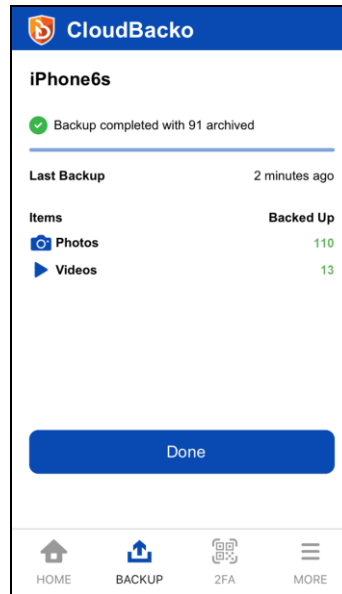 CloudBacko
iPhone6s
Backup completed with 91 archived
Last Backup 2 minutes ago
Items Backed Up
Photos 110
Videos 13
Done
HOME BACKUP 2FA MORE